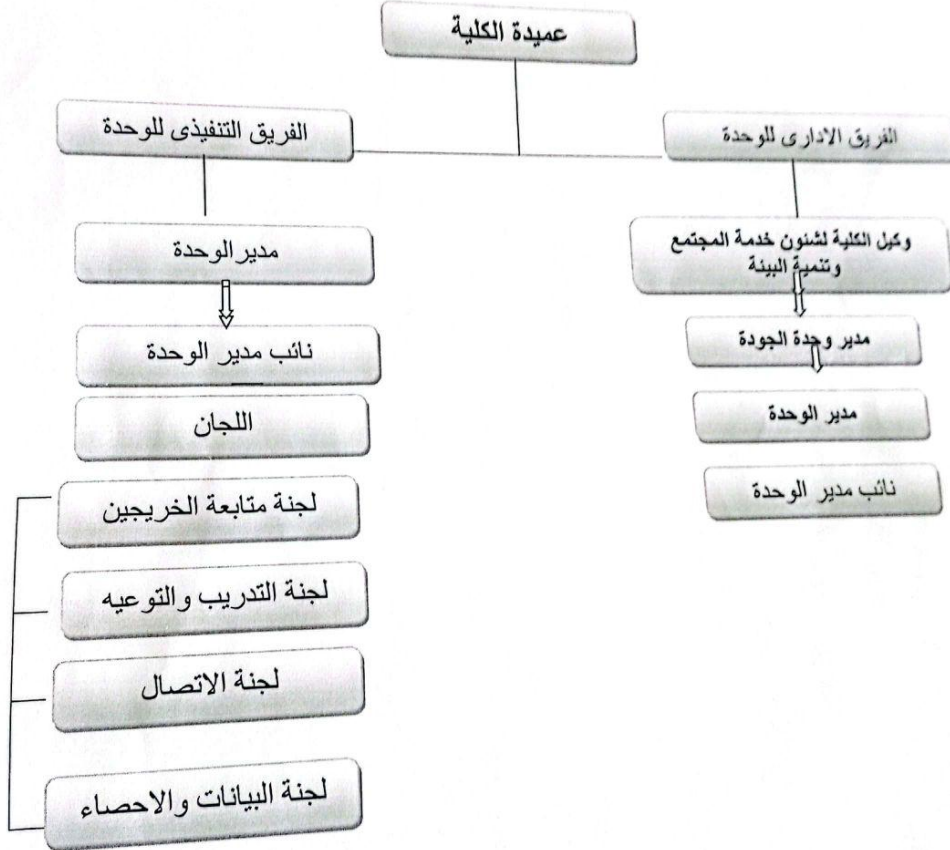 عميدة الكلية
الفريق الادارى للوحدة
وكيل الكلية لشئون خدمة المجتمع
وتنمية البيئة
مدير وحدة الجودة
مدير الوحدة
نائب مدير الوحدة
الفريق التنفيذى للوحدة
مدير الوحدة
نائب مدير الوحدة
اللجان
لجنة متابعة الخريجين
لجنة التدريب والتوعيه
لجنة الاتصال
لجنة البيانات والاحصاء